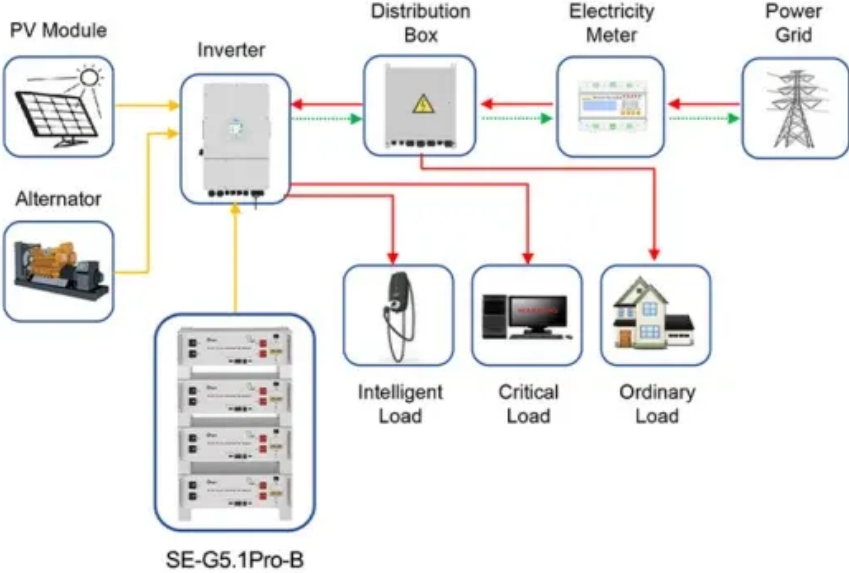 PV Module
Inverter
Distribution
Box
Electricity
Meter
Power
Grid
Alternator
Intelligent
Load
Critical
Load
Ordinary
Load
SE-G5.1Pro-B